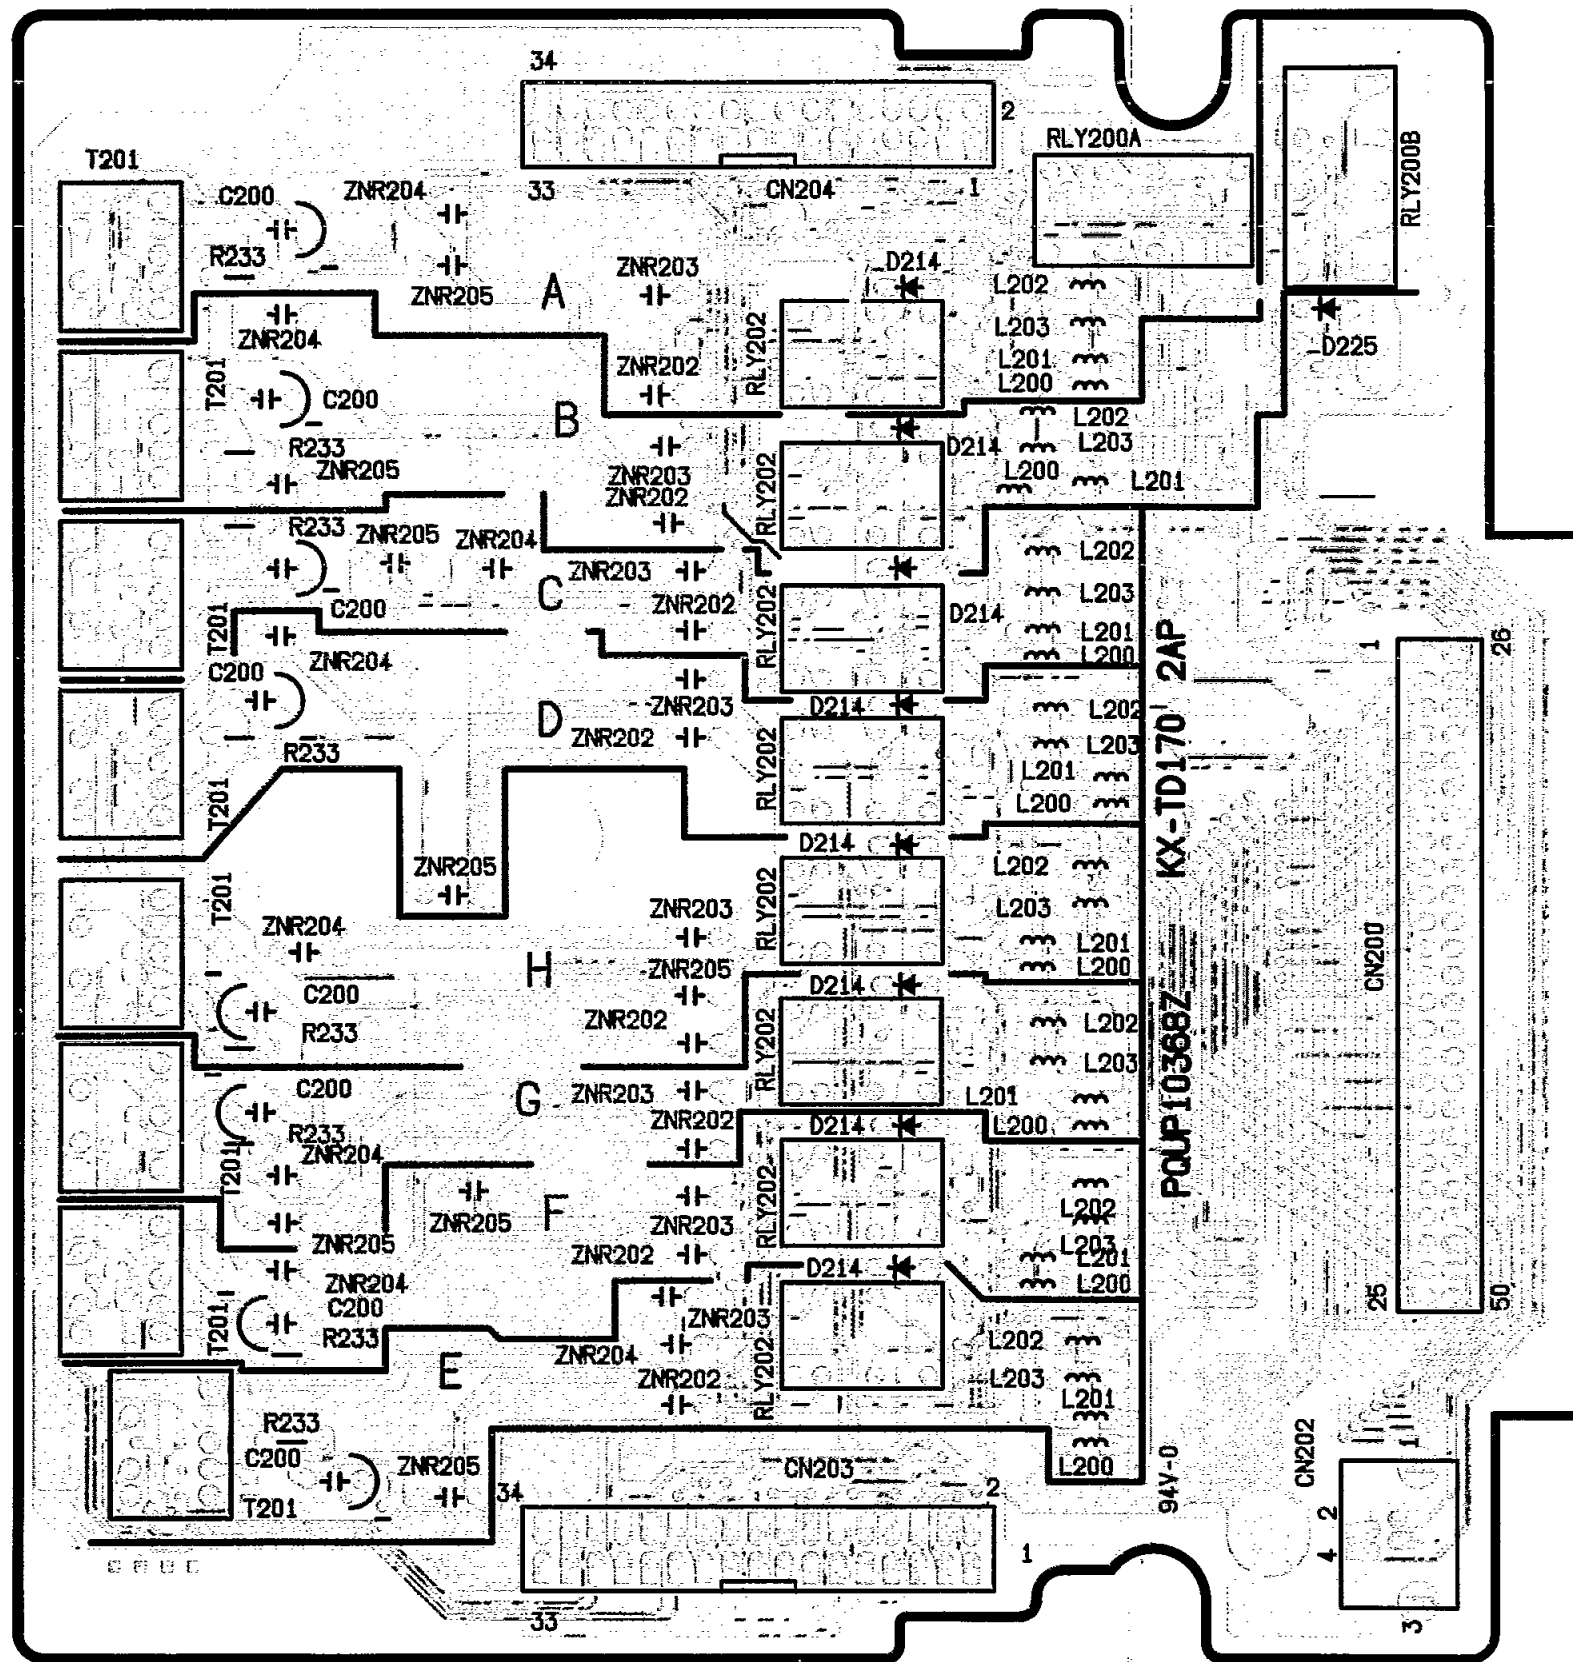 34
2
RLY200A
RLY200B
T201
33
CN204
1
C200
ZNR204
R233
ZNR205
A
ZNR203
D214
L202
ZNR204
RLY202
L203
D225
L201
ZNR202
L200
T201
C200
B
L202
D214
L203
R233
ZNR205
ZNR203
ZNR202
RLY202
L200
L201
R233
ZNR205
ZNR204
ZNR203
L202
C
C200
ZNR202
RLY202
D214
L203
T201
L201
L200
ZNR204
C200
1
26
D
ZNR203
D214
L202
R233
ZNR202
RLY202
L203
L201
T201
L200
KX-TD170 2AP
ZNR205
D214
L202
T201
ZNR204
ZNR203
RLY202
L203
L201
H
ZNR205
L200
CN200
C200
D214
R233
ZNR202
RLY202
L202
L203
C200
G
ZNR203
L201
R233
ZNR202
D214
L200
PQUP10368Z
ZNR204
T201
ZNR205
F
ZNR203
RLY202
L202
ZNR205
ZNR202
L203
L201
ZNR204
D214
L200
25
50
C200
T201
R233
ZNR203
L202
ZNR204
RLY202
E
ZNR202
L203
L201
R233
C200
ZNR205
CN203
L200
CN202
1
T201
34
2
94V-0
2
4
1
33
3